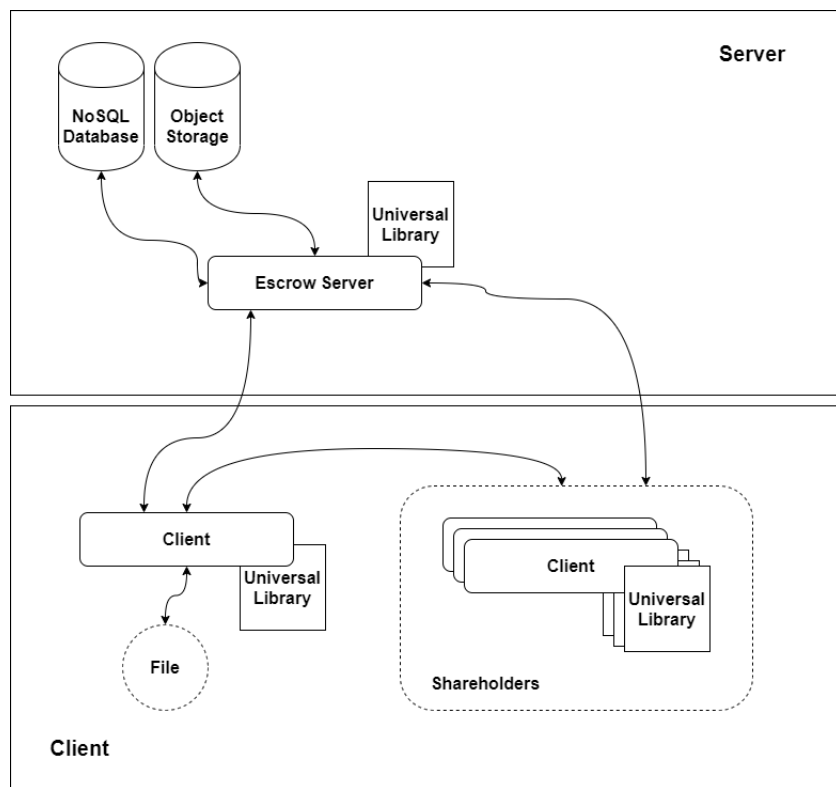 Server
NoSQL
Database
Object
Storage
Universal
Library
Escrow Server
Client
Universal
Library
File
Client
Universal
Library
Shareholders
Client